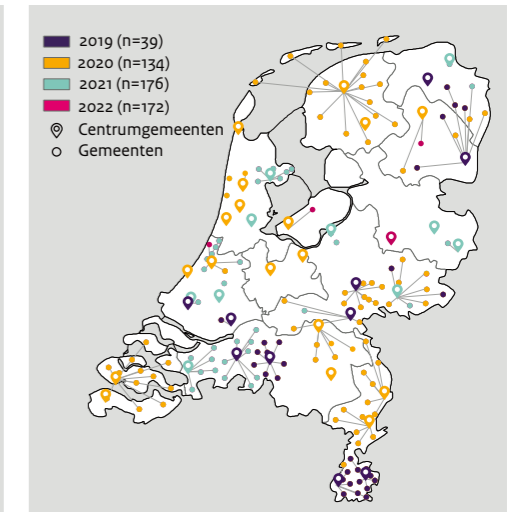 2019 (n=39)
2020 (n=134)
2021 (n=176)
2022 (n=172)
Centrumgemeenten
Gemeenten